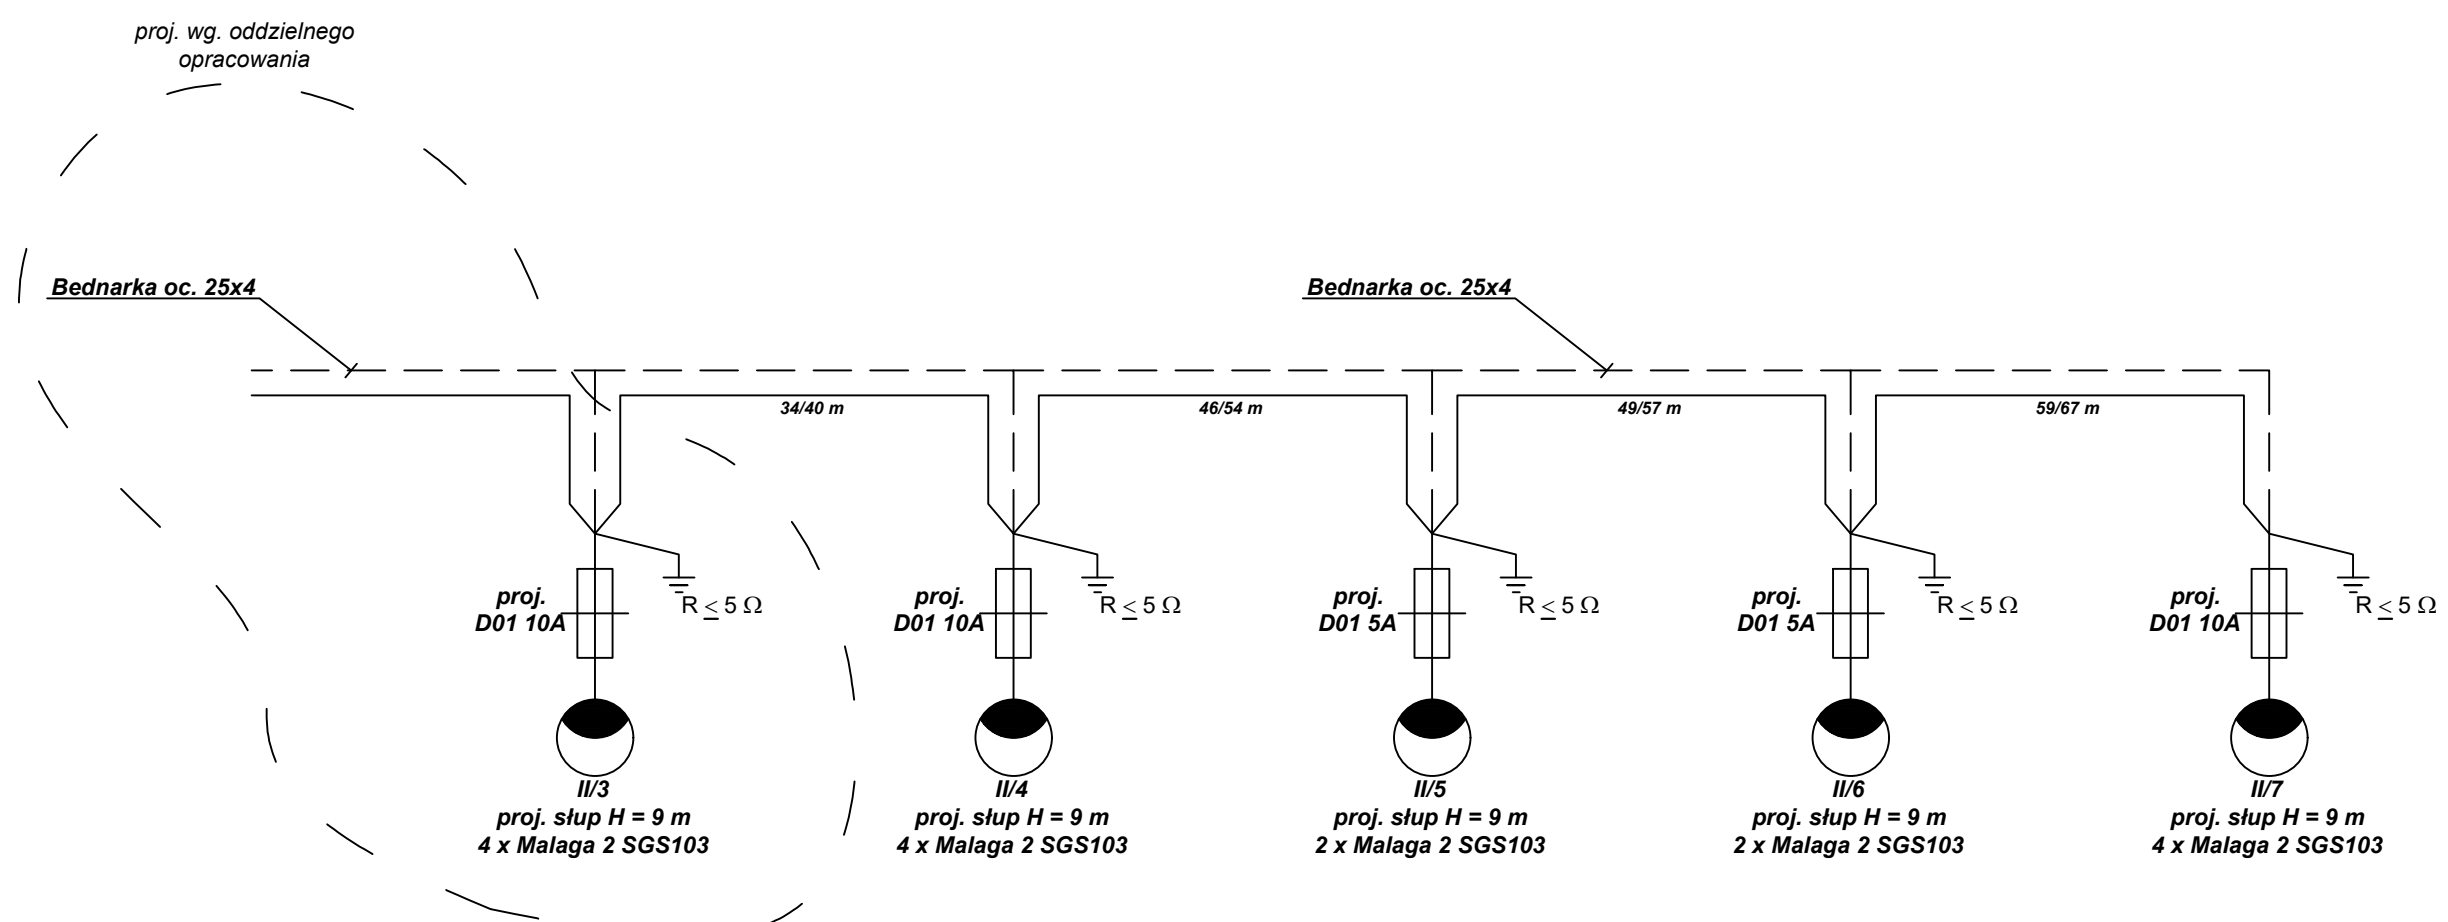 proj. wg. oddzielnego
opracowania
Bednarka oc. 25x4
Bednarka oc. 25x4
34/40 m
46/54 m
49/57 m
59/67 m
proj.
D01 10A
R ≤ 5 Ω
proj.
D01 10A
R ≤ 5 Ω
proj.
D01 5A
R ≤ 5 Ω
proj.
D01 5A
R ≤ 5 Ω
proj.
D01 10A
R ≤ 5 Ω
II/3
proj. słup H = 9 m
4 x Malaga 2 SGS103
II/4
proj. słup H = 9 m
4 x Malaga 2 SGS103
II/5
proj. słup H = 9 m
2 x Malaga 2 SGS103
II/6
proj. słup H = 9 m
2 x Malaga 2 SGS103
II/7
proj. słup H = 9 m
4 x Malaga 2 SGS103